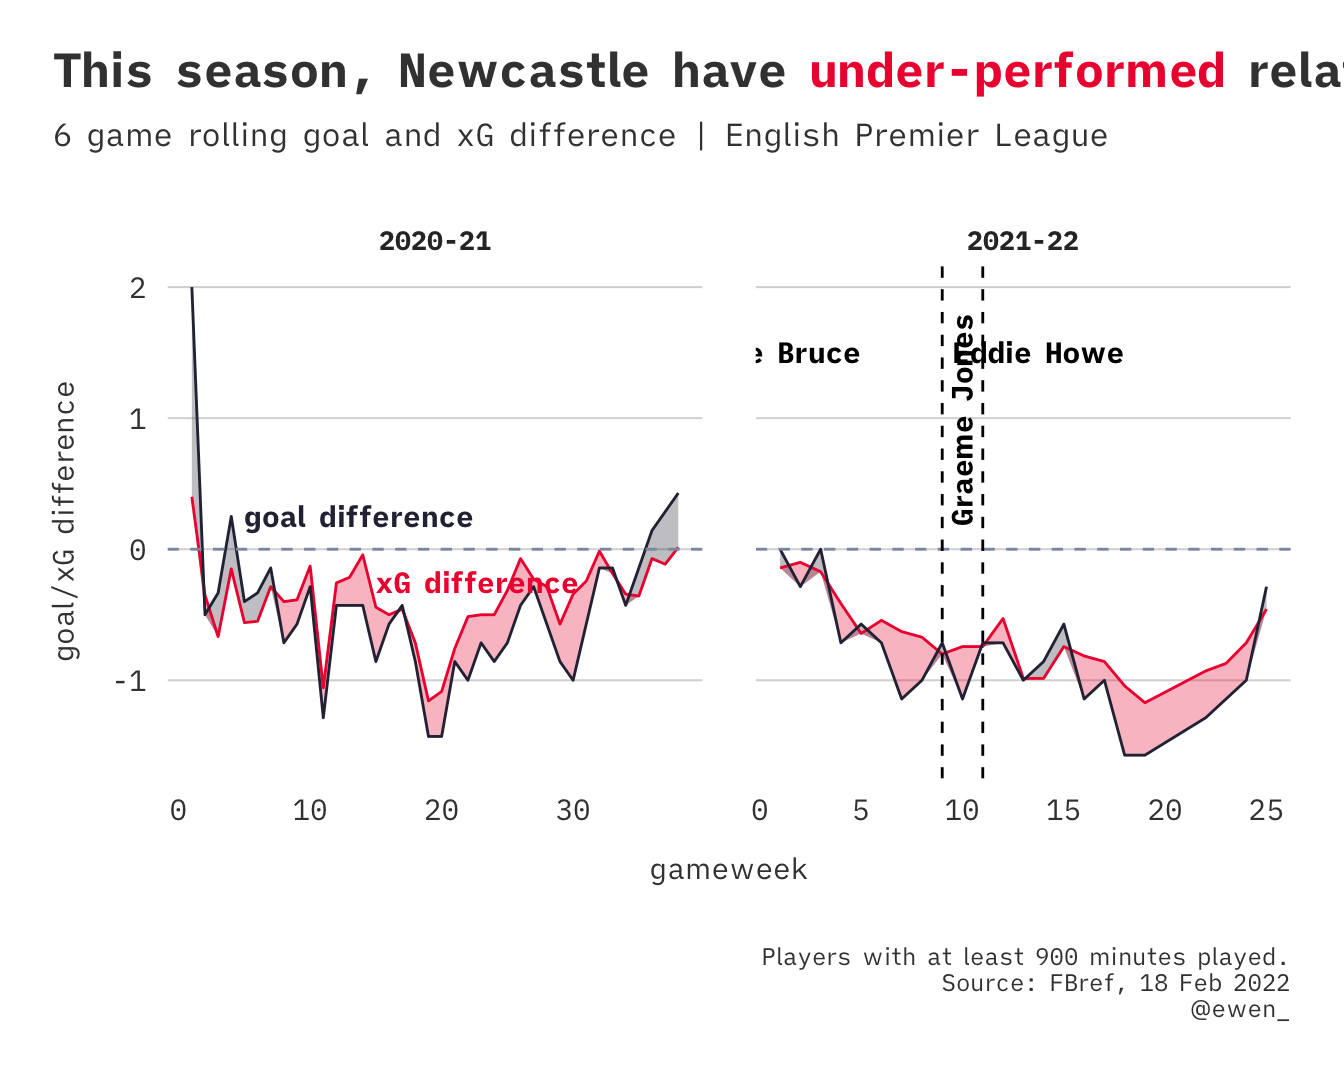 This season, Newcastle have under-performed
6 game rolling goal and xG difference | English Premier League
2020-21
2021-22
goal/xG difference
2
1
0
-1
goal difference
xG difference
Bruce
Graeme Jones
Eddie Howe
0 10 20 30
0 5 10 15 20 25
gameweek
Players with at least 900 minutes played.
Source: FBref, 18 Feb 2022
@ewen_